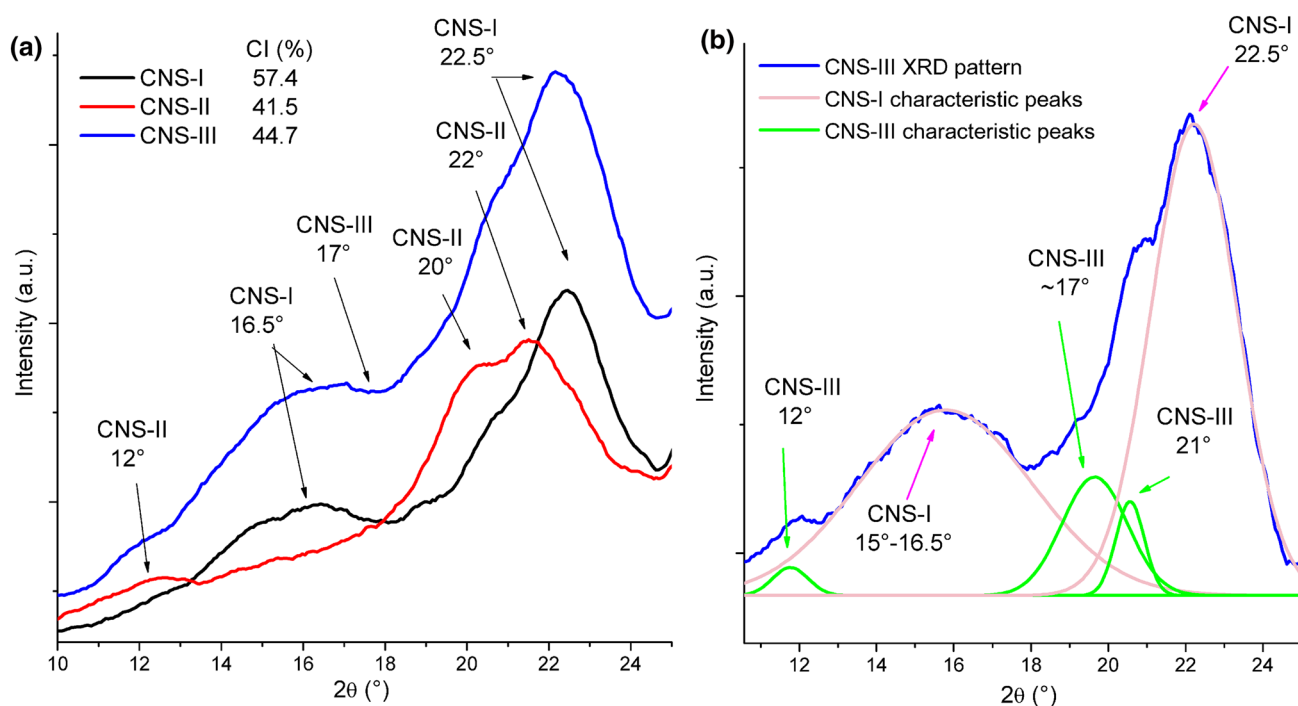 (a)
CI (%)
CNS-I 57.4
CNS-II 41.5
CNS-III 44.7
CNS-I
22.5°
CNS-II
22°
CNS-III
17°
CNS-II
20°
CNS-I
16.5°
CNS-II
12°
Intensity (a.u.)
10 12 14 16 18 20 22 24
2θ (°)
(b)
CNS-III XRD pattern
CNS-I characteristic peaks
CNS-III characteristic peaks
CNS-I
22.5°
CNS-III
~17°
CNS-III
12°
CNS-III
21°
CNS-I
15°-16.5°
Intensity (a.u.)
12 14 16 18 20 22 24
2θ (°)